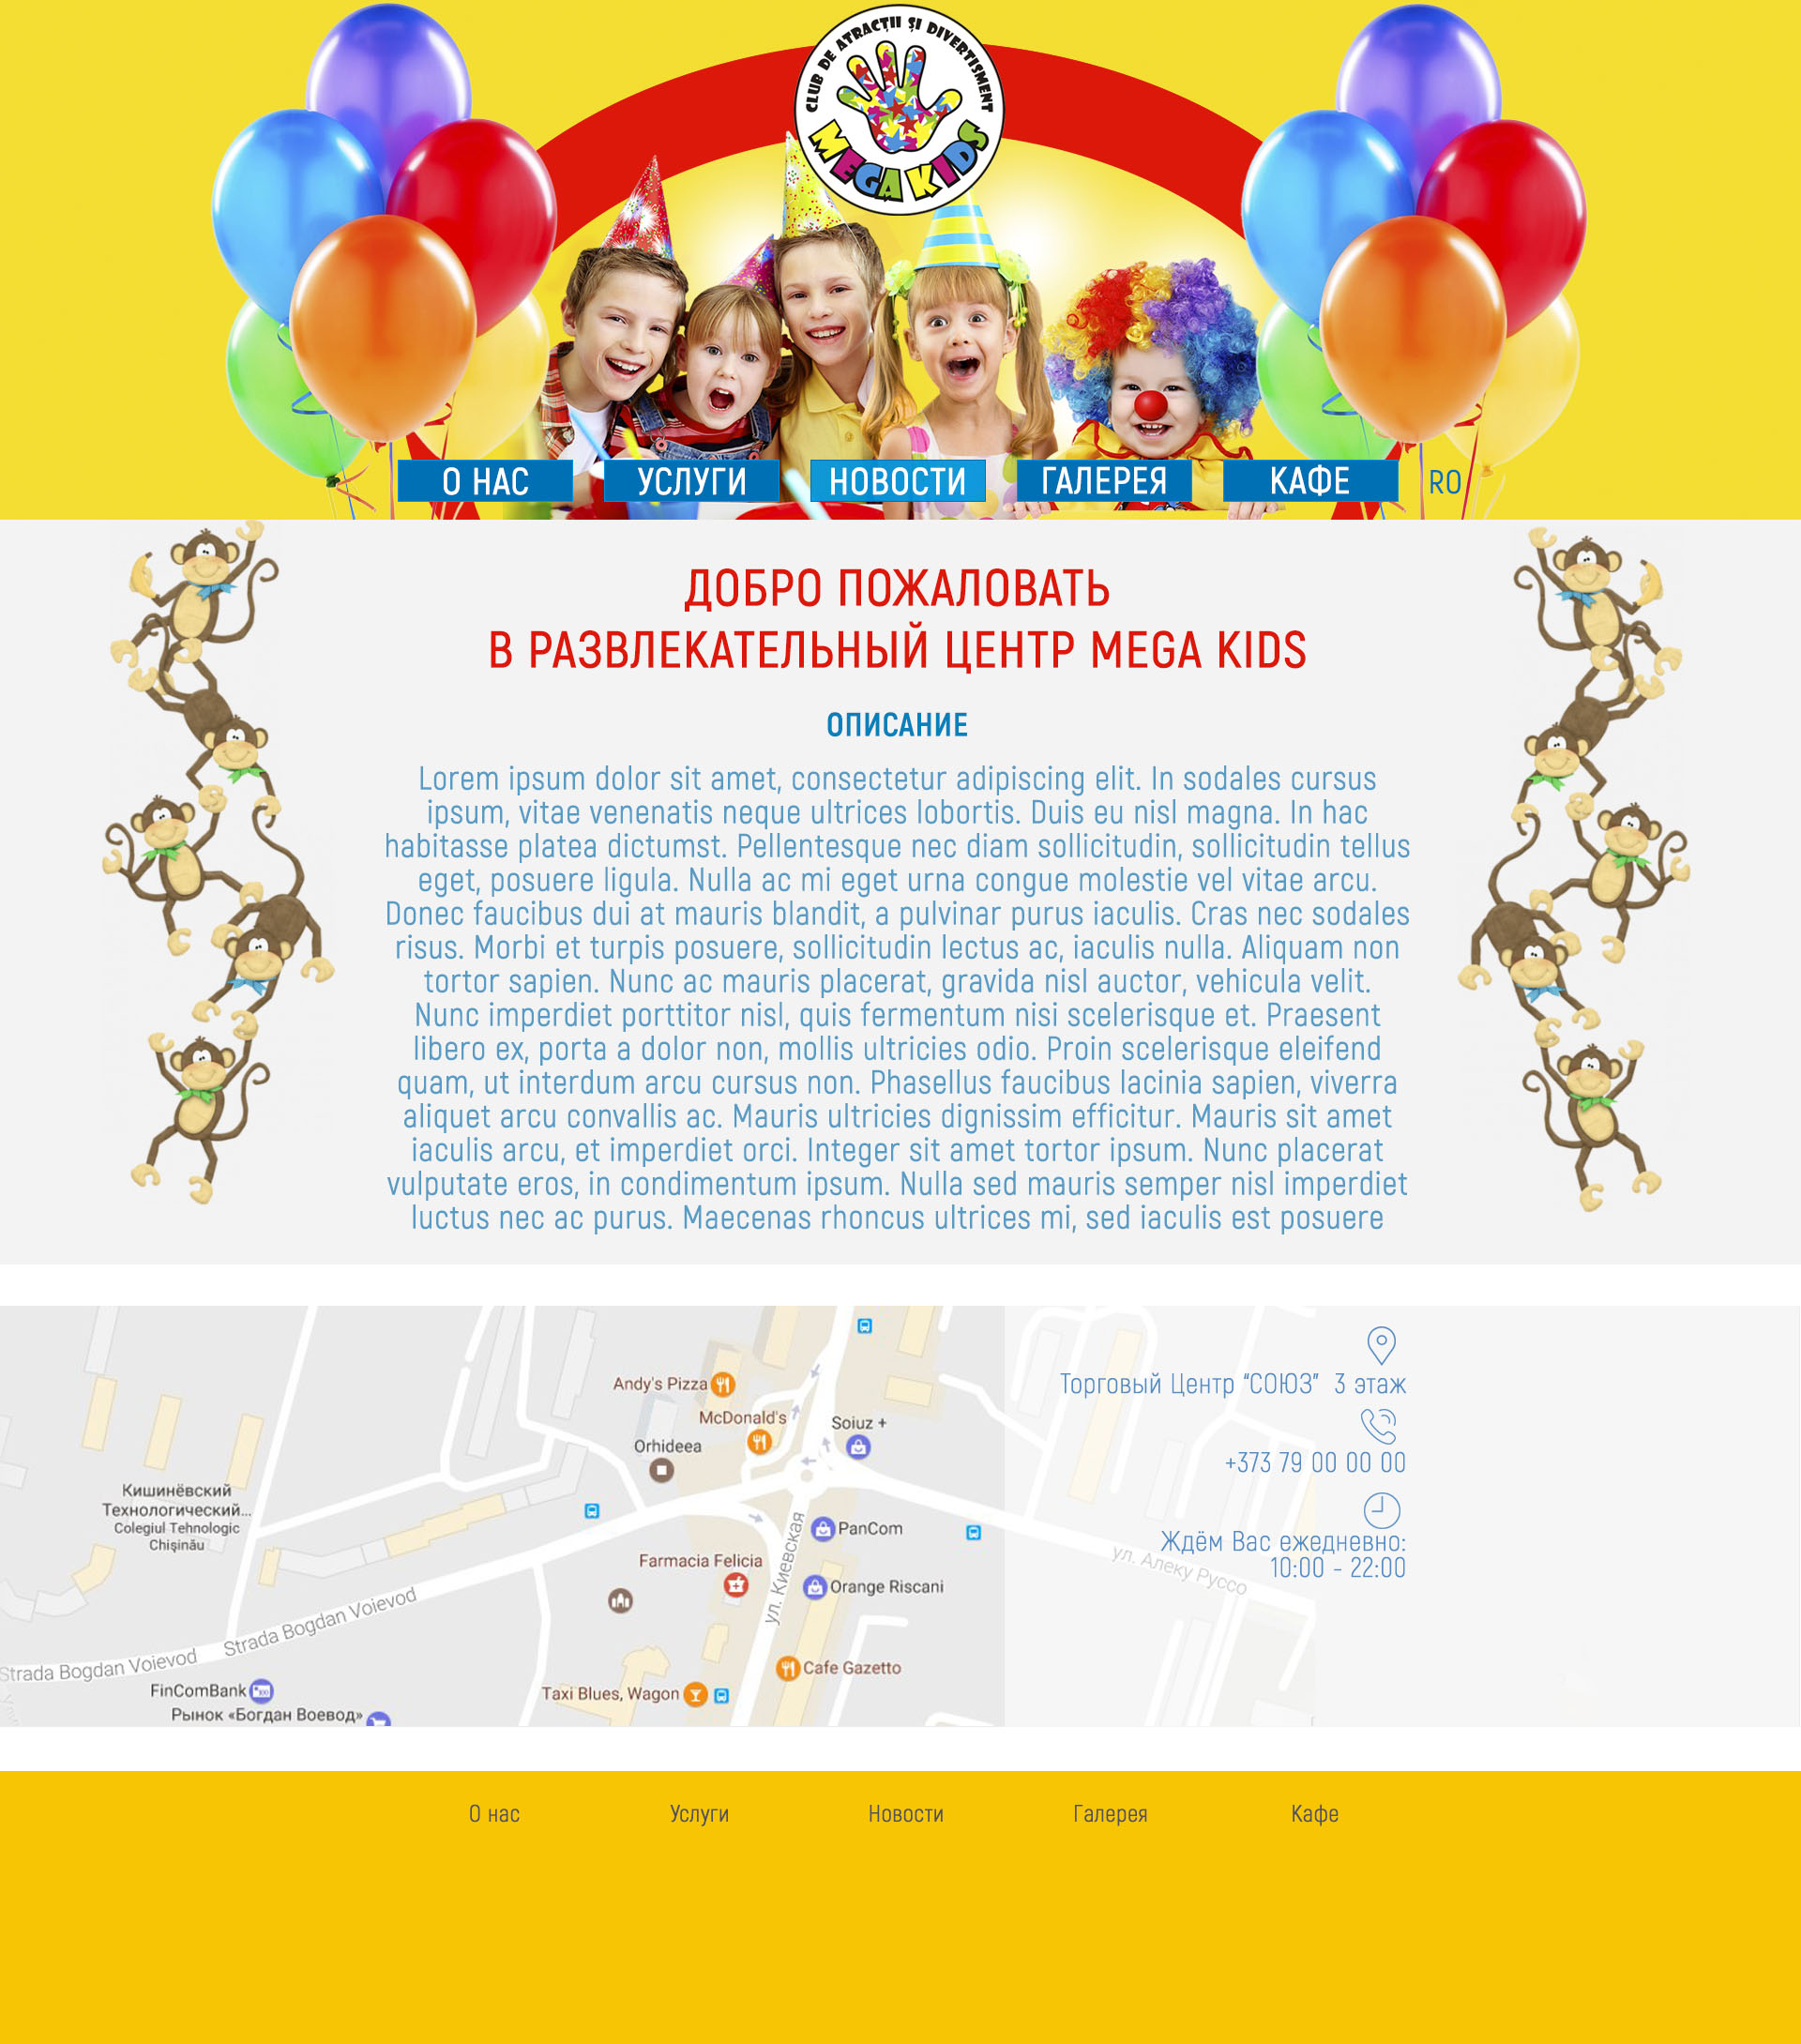 CLUB DE ATRACȚII ȘI DIVERTISMENT
MEGA KIDS
О НАС
УСЛУГИ
НОВОСТИ
ГАЛЕРЕЯ
КАФЕ
RO
ДОБРО ПОЖАЛОВАТЬ
В РАЗВЛЕКАТЕЛЬНЫЙ ЦЕНТР MEGA KIDS
ОПИСАНИЕ
Lorem ipsum dolor sit amet, consectetur adipiscing elit. In sodales cursus
ipsum, vitae venenatis neque ultrices lobortis. Duis eu nisl magna. In hac
habitasse platea dictumst. Pellentesque nec diam sollicitudin, sollicitudin tellus
eget, posuere ligula. Nulla ac mi eget urna congue molestie vel vitae arcu.
Donec faucibus dui at mauris blandit, a pulvinar purus iaculis. Cras nec sodales
risus. Morbi et turpis posuere, sollicitudin lectus ac, iaculis nulla. Aliquam non
tortor sapien. Nunc ac mauris placerat, gravida nisl auctor, vehicula velit.
Nunc imperdiet porttitor nisl, quis fermentum nisi scelerisque et. Praesent
libero ex, porta a dolor non, mollis ultricies odio. Proin scelerisque eleifend
quam, ut interdum arcu cursus non. Phasellus faucibus lacinia sapien, viverra
aliquet arcu convallis ac. Mauris ultricies dignissim efficitur. Mauris sit amet
iaculis arcu, et imperdiet orci. Integer sit amet tortor ipsum. Nunc placerat
vulputate eros, in condimentum ipsum. Nulla sed mauris semper nisl imperdiet
luctus nec ac purus. Maecenas rhoncus ultrices mi, sed iaculis est posuere
Andy's Pizza
McDonald's
Soiuz +
Orhideea
Кишинёвский
Технологический...
Colegiul Tehnologic
Chişinău
PanCom
Farmacia Felicia
ул. Киевская
Orange Riscani
Strada Bogdan Voievod
Strada Bogdan Voievod
Cafe Gazetto
FinComBank
Taxi Blues, Wagon
Рынок «Богдан Воевод»
ул. Алеку Руссо
Торговый Центр “СОЮЗ” 3 этаж
+373 79 00 00 00
Ждём Вас ежедневно:
10:00 - 22:00
О нас
Услуги
Новости
Галерея
Кафе